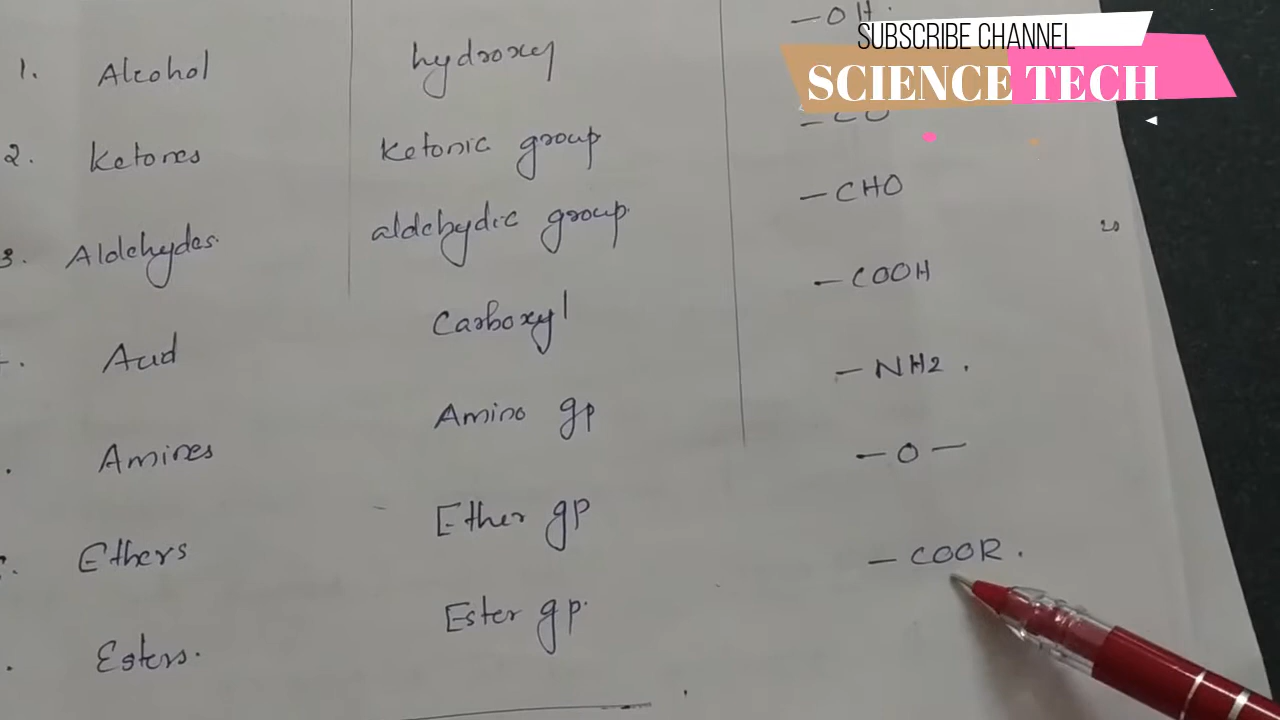 SUBSCRIBE CHANNEL
SCIENCE TECH
1. Alcohol hydroxy —OH.
2. Ketones Ketonic group —CO
3. Aldehydes. aldehydic group. —CHO
Acid Carboxyl —COOH
Amines Amino gp —NH2.
Ethers Ether gp —O—
Esters. Ester gp. —COOR.